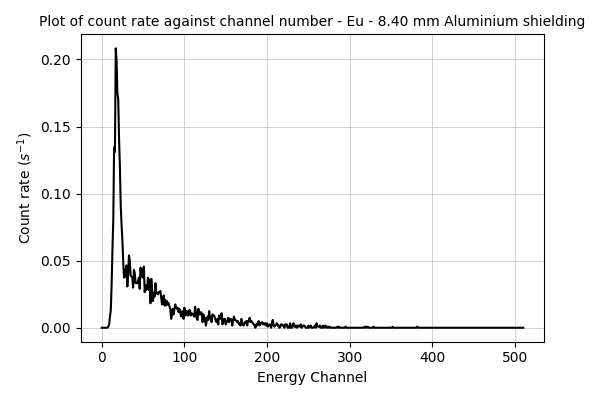 Plot of count rate against channel number - Eu - 8.40 mm Aluminium shielding
0.20
0.15
0.10
0.05
0.00
Count rate (s⁻¹)
0 100 200 300 400 500
Energy Channel